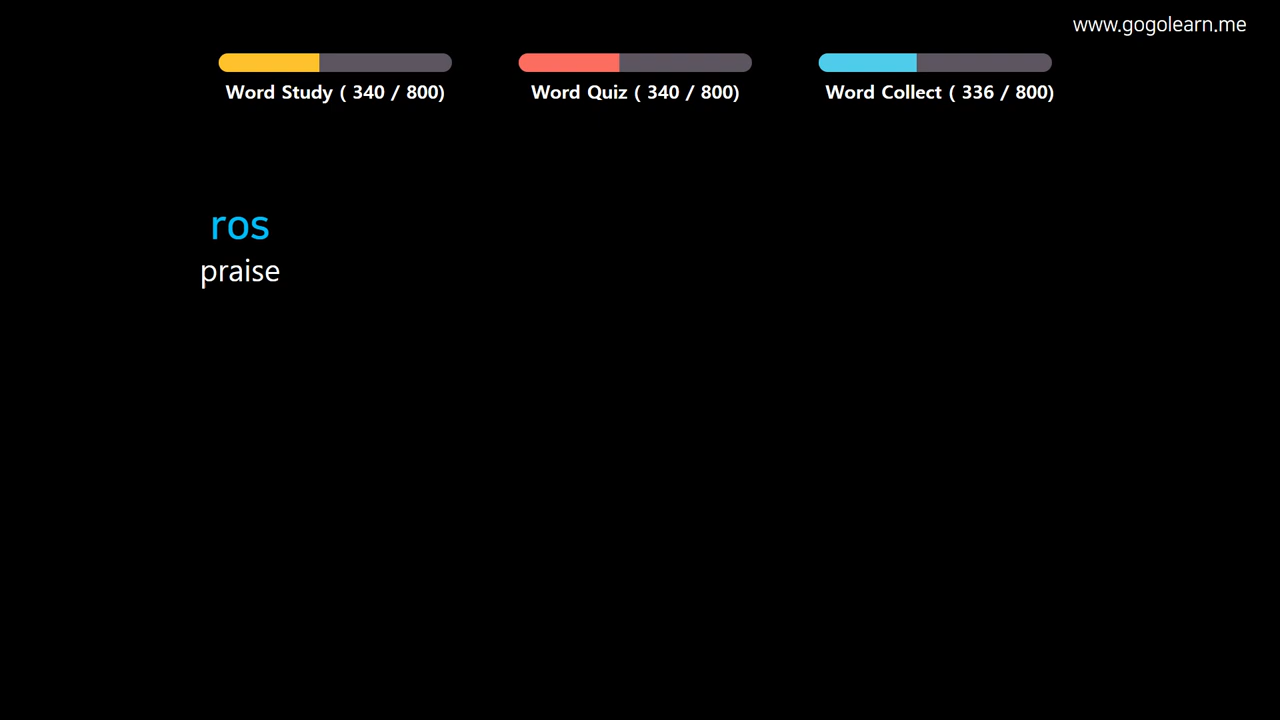 www.gogolearn.me
Word Study ( 340 / 800)
Word Quiz ( 340 / 800)
Word Collect ( 336 / 800)
ros
praise